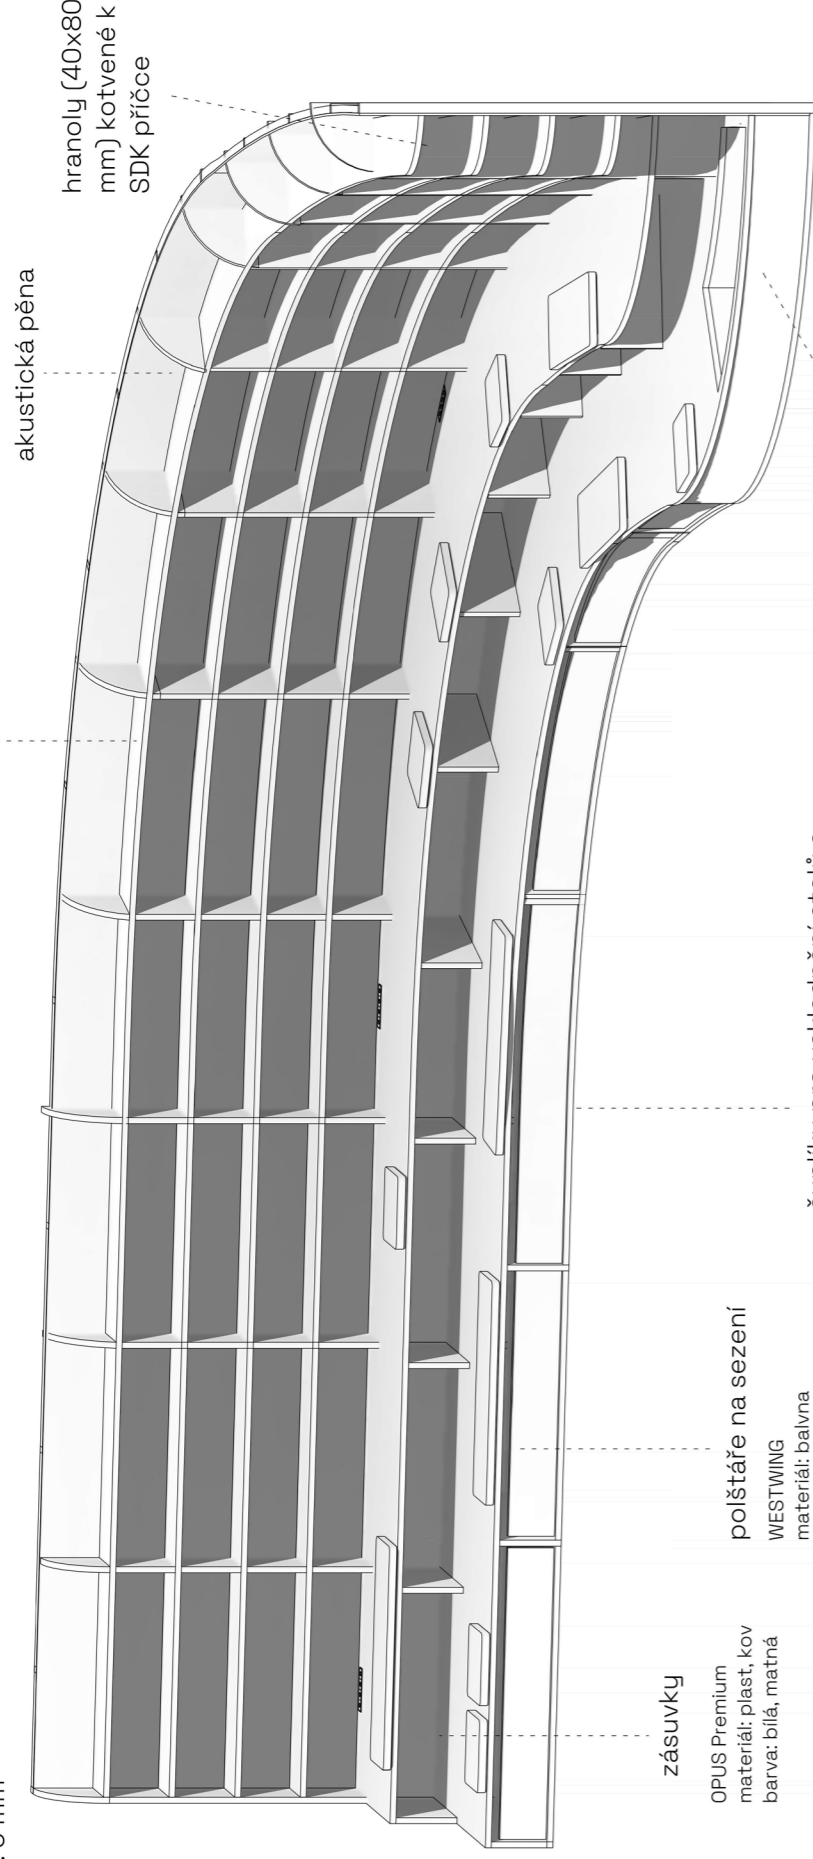 hranoly (40x80
mm) kotvené k
SDK příčce
akustická pěna
polštáře na sezení
WESTWING
materiál: balvna
zásuvky
OPUS Premium
materiál: plast, kov
barva: bílá, matná